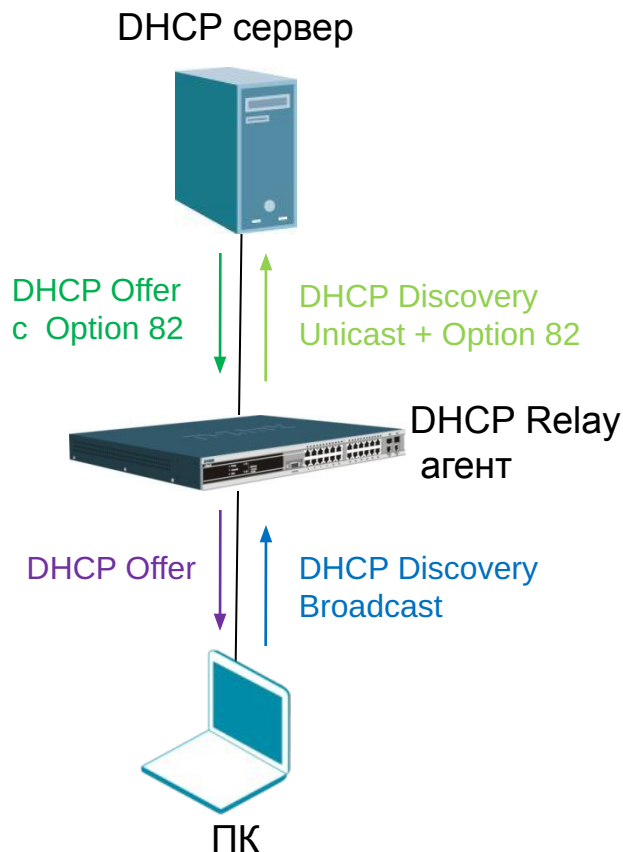 DHCP сервер
DHCP Offer
с Option 82
DHCP Discovery
Unicast + Option 82
DHCP Relay
агент
DHCP Offer
DHCP Discovery
Broadcast
ПК